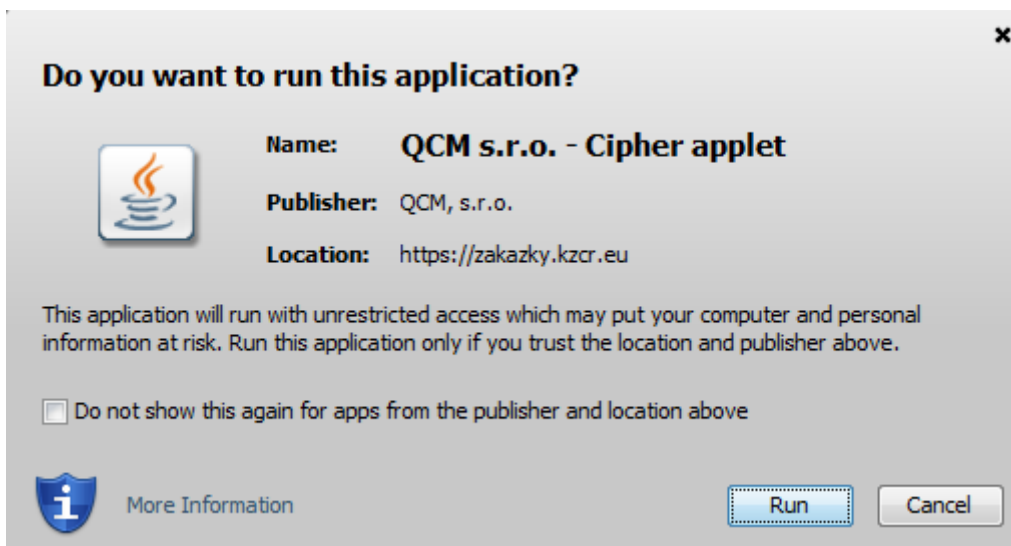 Do you want to run this application?
Name: QCM s.r.o. - Cipher applet
Publisher: QCM, s.r.o.
Location: https://zakazky.kzcr.eu
This application will run with unrestricted access which may put your computer and personal
information at risk. Run this application only if you trust the location and publisher above.
Do not show this again for apps from the publisher and location above
More Information Run Cancel